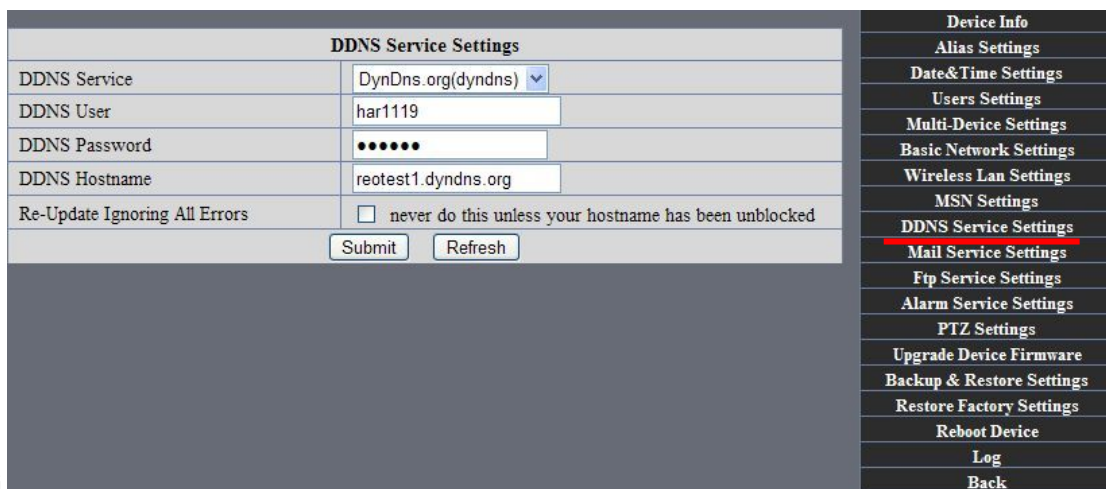 DDNS Service Settings
DDNS Service DynDns.org(dyndns)
DDNS User har1119
DDNS Password ●●●●●●
DDNS Hostname reotest1.dyndns.org
Re-Update Ignoring All Errors never do this unless your hostname has been unblocked
Submit Refresh
Device Info
Alias Settings
Date&Time Settings
Users Settings
Multi-Device Settings
Basic Network Settings
Wireless Lan Settings
MSN Settings
DDNS Service Settings
Mail Service Settings
Ftp Service Settings
Alarm Service Settings
PTZ Settings
Upgrade Device Firmware
Backup & Restore Settings
Restore Factory Settings
Reboot Device
Log
Back